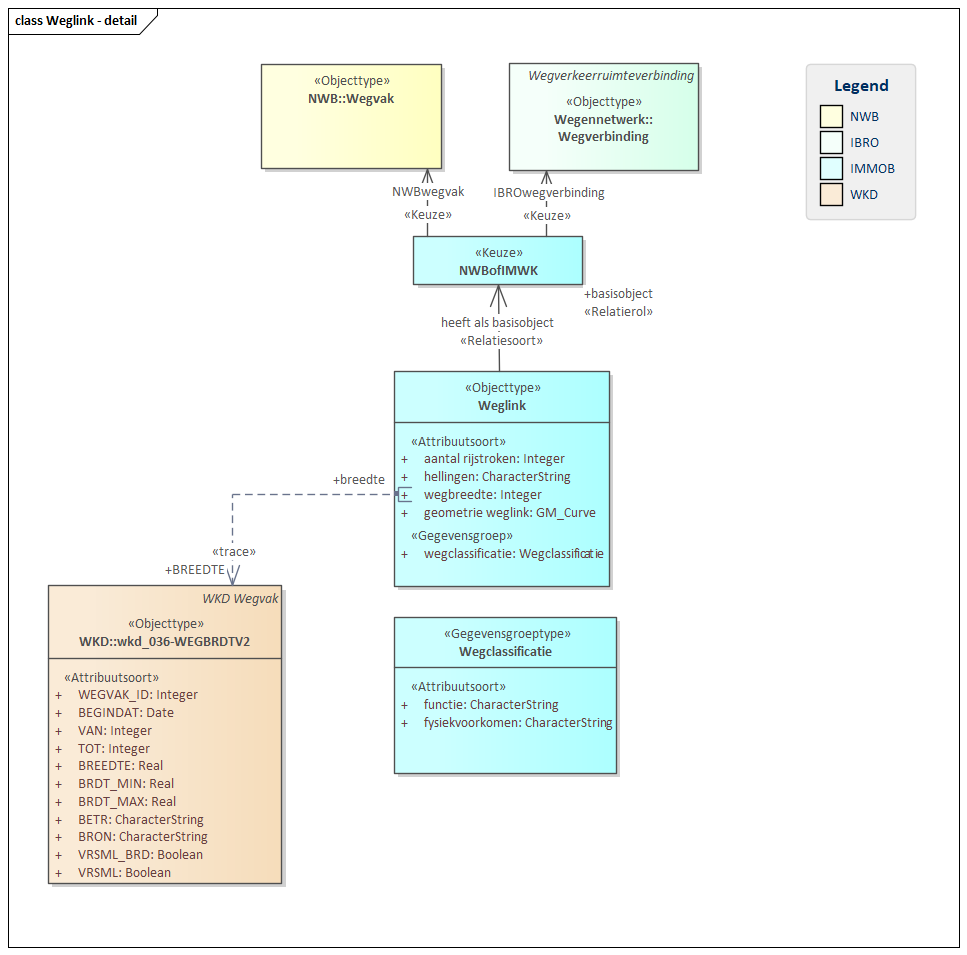 class Weglink - detail
«Objecttype»
NWB::Wegvak
Wegverkeerruimteverbinding
«Objecttype»
Wegennetwerk::
Wegverbinding
Legend
NWB
IBRO
IMMOB
WKD
NWBwegvak
«Keuze»
IBROwegverbinding
«Keuze»
«Keuze»
NWBofIMWK
+basisobject
«Relatierol»
heeft als basisobject
«Relatiesoort»
«Objecttype»
Weglink
«Attribuutsoort»
+ aantal rijstroken: Integer
+ hellingen: CharacterString
+ wegbreedte: Integer
+ geometrie weglink: GM_Curve
«Gegevensgroep»
+ wegclassificatie: Wegclassificatie
+breedte
«trace»
+BREEDTE
WKD Wegvak
«Objecttype»
WKD::wkd_036-WEGBRDTV2
«Attribuutsoort»
+ WEGVAK_ID: Integer
+ BEGINDAT: Date
+ VAN: Integer
+ TOT: Integer
+ BREEDTE: Real
+ BRDT_MIN: Real
+ BRDT_MAX: Real
+ BETR: CharacterString
+ BRON: CharacterString
+ VRSML_BRD: Boolean
+ VRSML: Boolean
«Gegevensgroeptype»
Wegclassificatie
«Attribuutsoort»
+ functie: CharacterString
+ fysiekvoorkomen: CharacterString